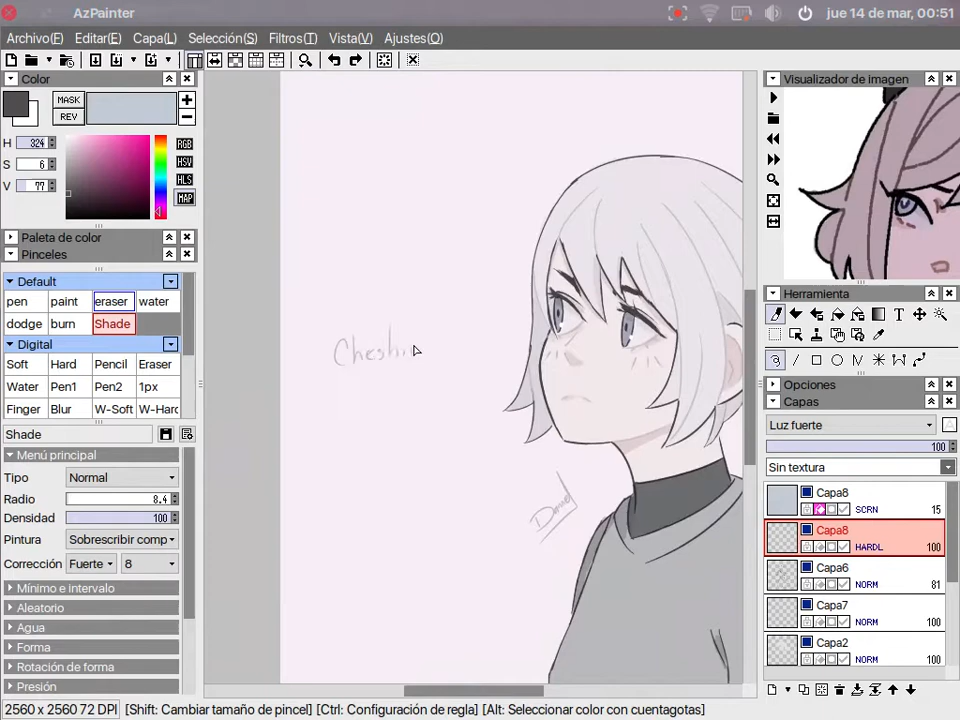 AzPainter
jue 14 de mar, 00:51
Archivo(F) Editar(E) Capa(L) Selección(S) Filtros(T) Vista(V) Ajustes(O)
Color
MASK
REV
H 324
S 6
V 77
RGB
HSV
HLS
MAP
Paleta de color
Pinceles
Default
pen paint eraser water
dodge burn Shade
Digital
Soft Hard Pencil Eraser
Water Pen1 Pen2 1px
Finger Blur W-Soft W-Harc
Shade
Menú principal
Tipo Normal
Radio 8.4
Densidad 100
Pintura Sobrescribir comp
Corrección Fuerte 8
Mínimo e intervalo
Aleatorio
Agua
Forma
Rotación de forma
Presión
Visualizador de imagen
Herramienta
Opciones
Capas
Luz fuerte
100
Sin textura
Capa8
SCRN 15
Capa8
HARDL 100
Capa6
NORM 81
Capa7
NORM 100
Capa2
NORM 100
2560 x 2560 72 DPI [Shift: Cambiar tamaño de pincel] [Ctrl: Configuración de regla] [Alt: Seleccionar color con cuentagotas]